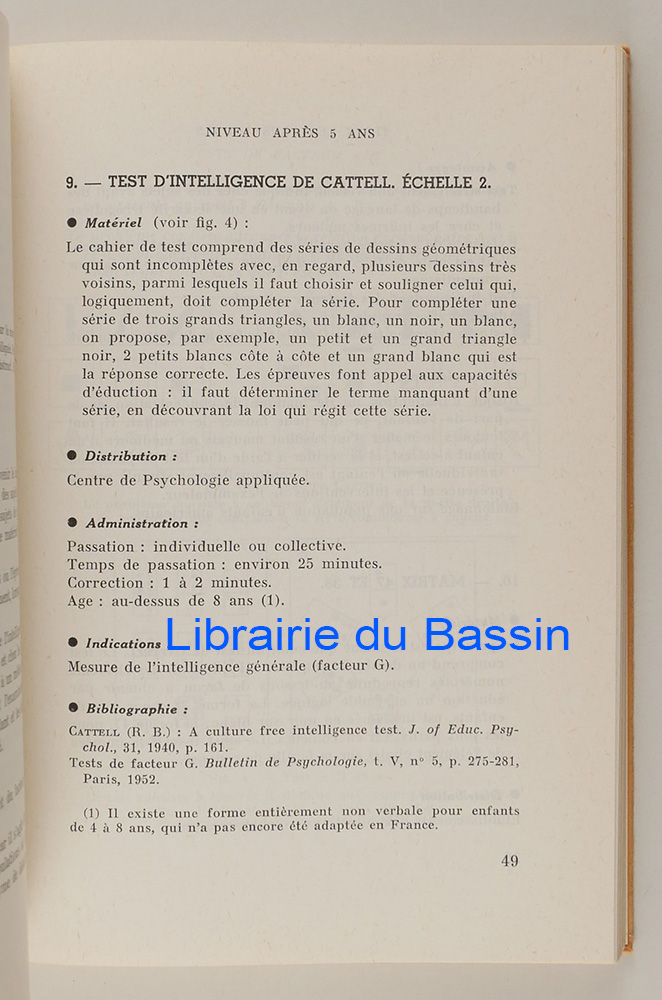 NIVEAU APRÈS 5 ANS
9. — TEST D'INTELLIGENCE DE CATTELL. ÉCHELLE 2.
● Matériel (voir fig. 4) :
Le cahier de test comprend des séries de dessins géométriques
qui sont incomplètes avec, en regard, plusieurs dessins très
voisins, parmi lesquels il faut choisir et souligner celui qui,
logiquement, doit compléter la série. Pour compléter une
série de trois grands triangles, un blanc, un noir, un blanc,
on propose, par exemple, un petit et un grand triangle
noir, 2 petits blancs côte à côte et un grand blanc qui est
la réponse correcte. Les épreuves font appel aux capacités
d'éduction : il faut déterminer le terme manquant d'une
série, en découvrant la loi qui régit cette série.
● Distribution :
Centre de Psychologie appliquée.
● Administration :
Passation : individuelle ou collective.
Temps de passation : environ 25 minutes.
Correction : 1 à 2 minutes.
Age : au-dessus de 8 ans (1).
● Indications
Librairie du Bassin
Mesure de l'intelligence générale (facteur G).
● Bibliographie :
CATTELL (R. B.) : A culture free intelligence test. J. of Educ. Psy-
chol., 31, 1940, p. 161.
Tests de facteur G. Bulletin de Psychologie, t. V, n° 5, p. 275-281,
Paris, 1952.
(1) Il existe une forme entièrement non verbale pour enfants
de 4 à 8 ans, qui n'a pas encore été adaptée en France.
49